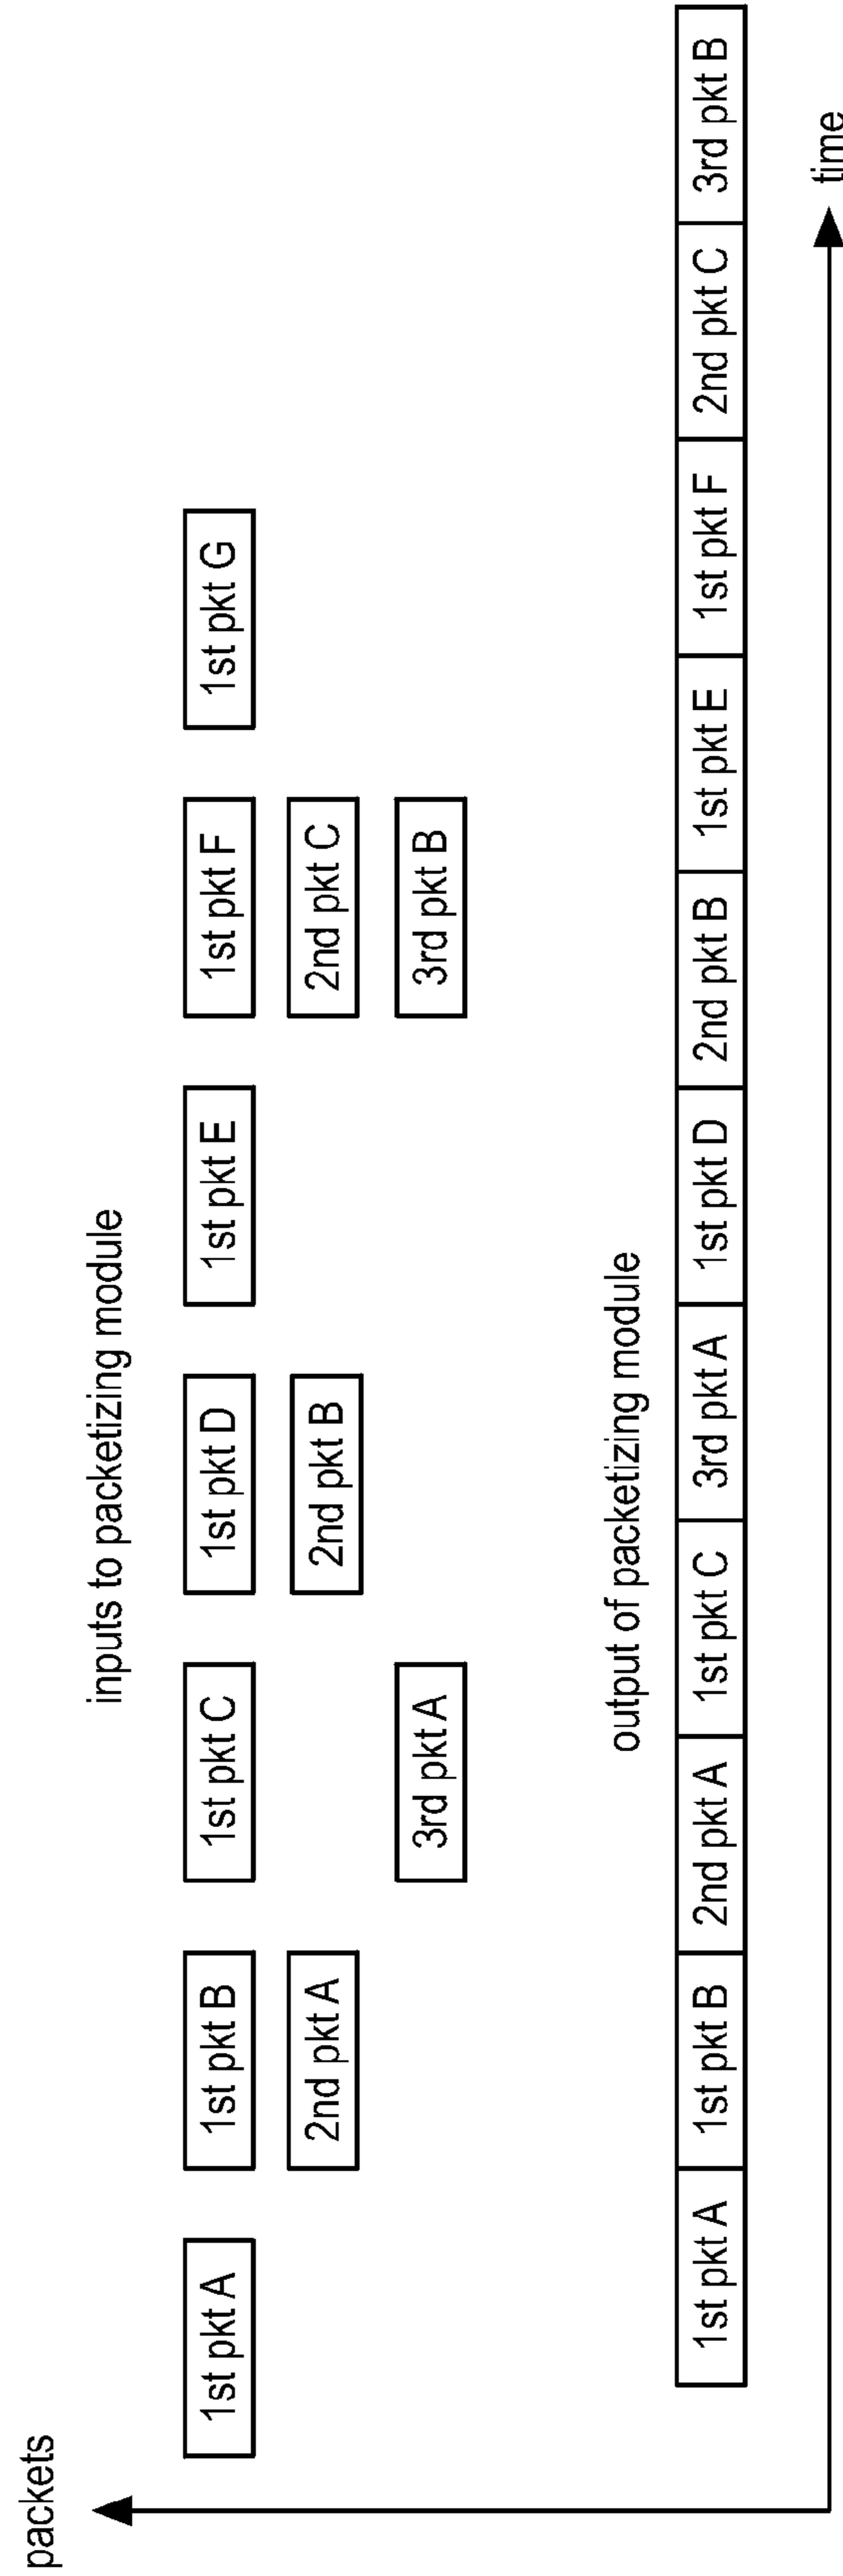 packets
inputs to packetizing module
1st pkt A
1st pkt B
1st pkt C
1st pkt D
1st pkt E
1st pkt F
1st pkt G
2nd pkt A
2nd pkt B
2nd pkt C
3rd pkt A
3rd pkt B
output of packetizing module
1st pkt A
1st pkt B
2nd pkt A
1st pkt C
3rd pkt A
1st pkt D
2nd pkt B
1st pkt E
1st pkt F
2nd pkt C
3rd pkt B
time